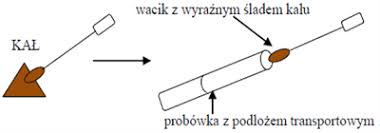 wacik z wyraźnym śladem kału
KAŁ
probówka z podłożem transportowym